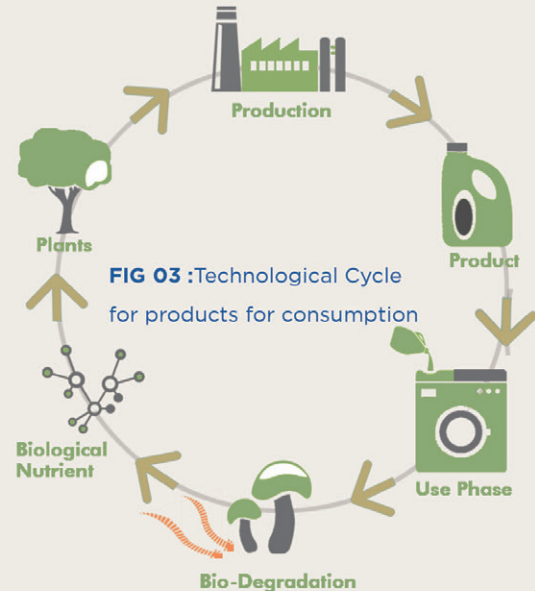 Production
Plants
Product
FIG 03 :Technological Cycle
for products for consumption
Biological
Nutrient
Use Phase
Bio-Degradation